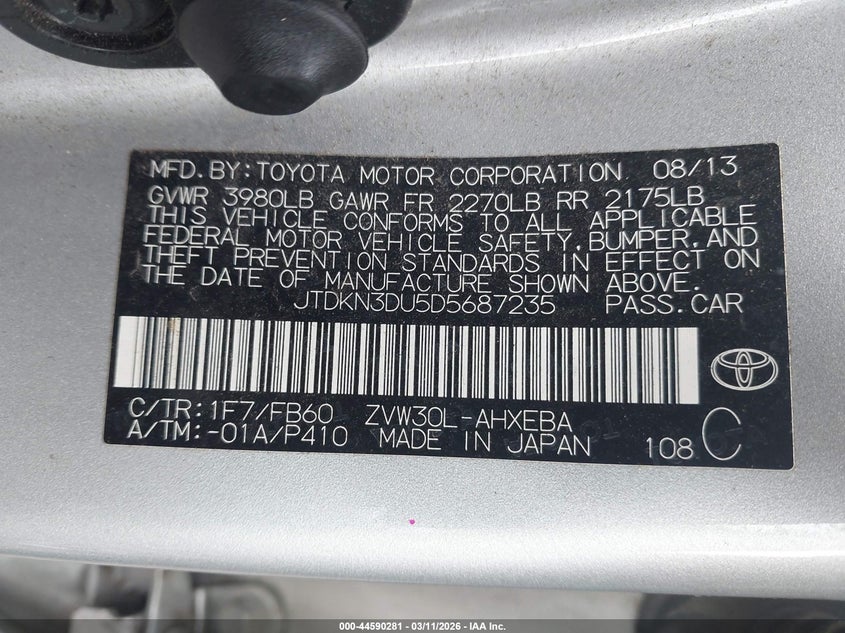 MFD.BY:TOYOTA MOTOR CORPORATION 08/13
GVWR 3980LB GAWR FR 2270LB RR 2175LB
THIS VEHICLE CONFORMS TO ALL APPLICABLE
FEDERAL MOTOR VEHICLE SAFETY,BUMPER,AND
THEFT PREVENTION STANDARDS IN EFFECT ON
THE DATE OF MANUFACTURE SHOWN ABOVE.
JTDKN3DU5D5687235 PASS.CAR
C/TR:1F7/FB60 ZVW30L-AHXEBA
A/TM:-01A/P410 MADE IN JAPAN 108 C
000-44590281 - 03/11/2026 - IAA Inc.